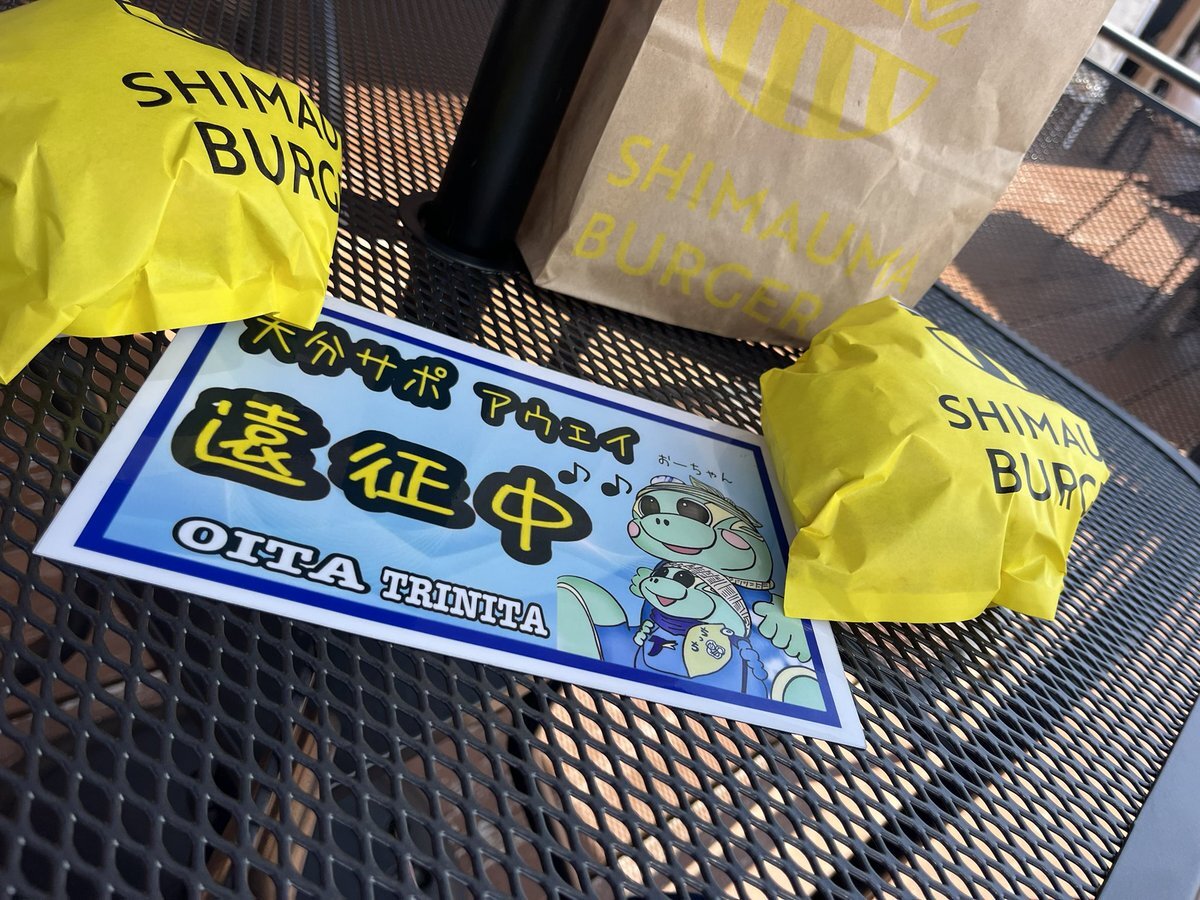 SHIMAU
BURG
SHIMAUMA
BURGER
大分サポ アウェイ
遠征中
おーちゃん
OITA TRINITA
SHIMAU
BURG